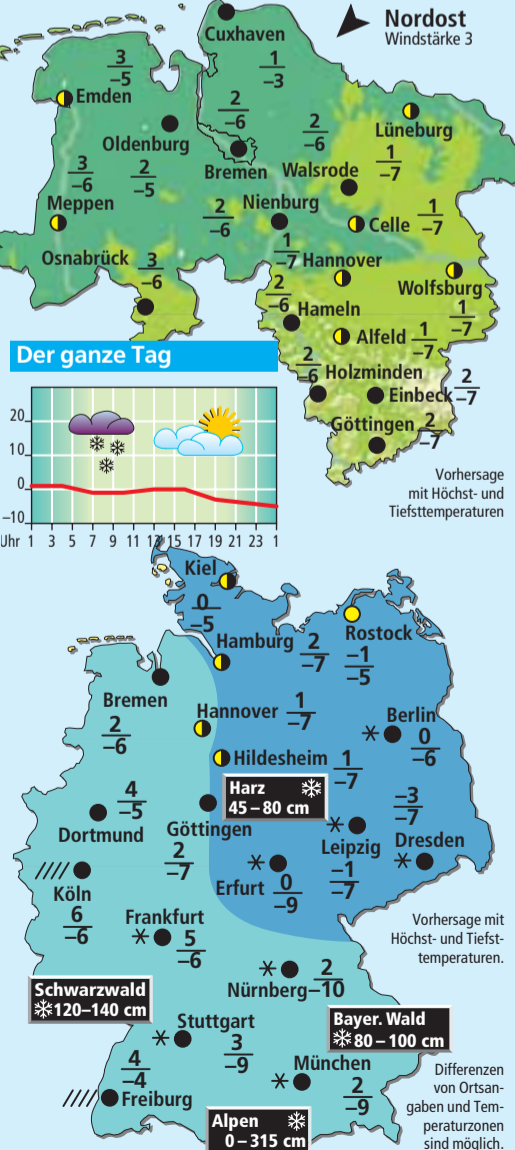 Nordost
Windstärke 3
Cuxhaven
3
–5
1
–3
Emden
2
–6
Lüneburg
Oldenburg
2
–6
Bremen
Walsrode
1
–7
3
–6
2
–5
Meppen
2
–6
Nienburg
1
–7
Celle
Osnabrück
3
–6
1
–7
Hannover
Wolfsburg
1
–7
2
–6
Hameln
Alfeld
1
–7
Der ganze Tag
2
–6
Holzminden
Einbeck
2
–7
Göttingen
2
–7
20
10
0
–10
Uhr 1 3 5 7 9 11 13 15 17 19 21 23 1
Vorhersage
mit Höchst- und
Tiefsttemperaturen
Kiel
0
–5
Rostock
–1
–5
Hamburg
2
–7
Bremen
2
–6
Hannover
1
–7
Berlin
0
–6
Hildesheim
1
–7
Harz
45 – 80 cm
4
–5
Dortmund
Göttingen
2
–7
–3
–7
Leipzig
–1
–7
Dresden
Köln
6
–6
Erfurt
0
–9
Frankfurt
5
–6
Vorhersage mit
Höchst- und Tiefst-
temperaturen.
Nürnberg
2
–10
Schwarzwald
120–140 cm
Stuttgart
3
–9
Bayer. Wald
80 – 100 cm
München
2
–9
4
–4
Freiburg
Alpen
0 – 315 cm
Differenzen
von Ortsan-
gaben und Tem-
peraturzonen
sind möglich.